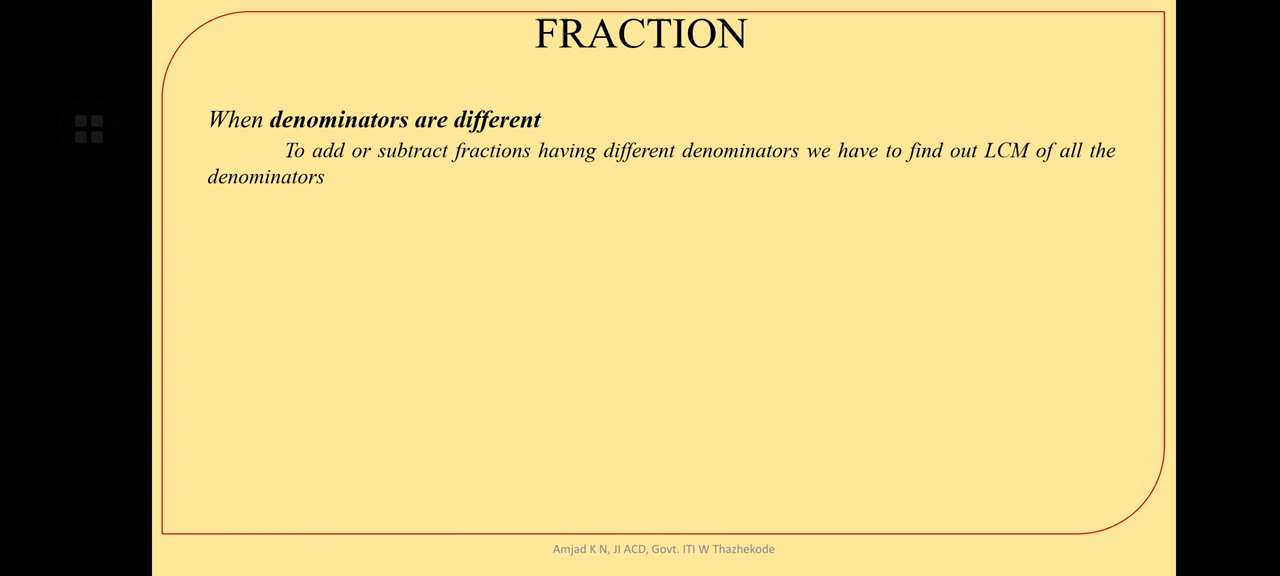 FRACTION
When denominators are different
To add or subtract fractions having different denominators we have to find out LCM of all the
denominators
Amjad K N, JI ACD, Govt. ITI W Thazhekode